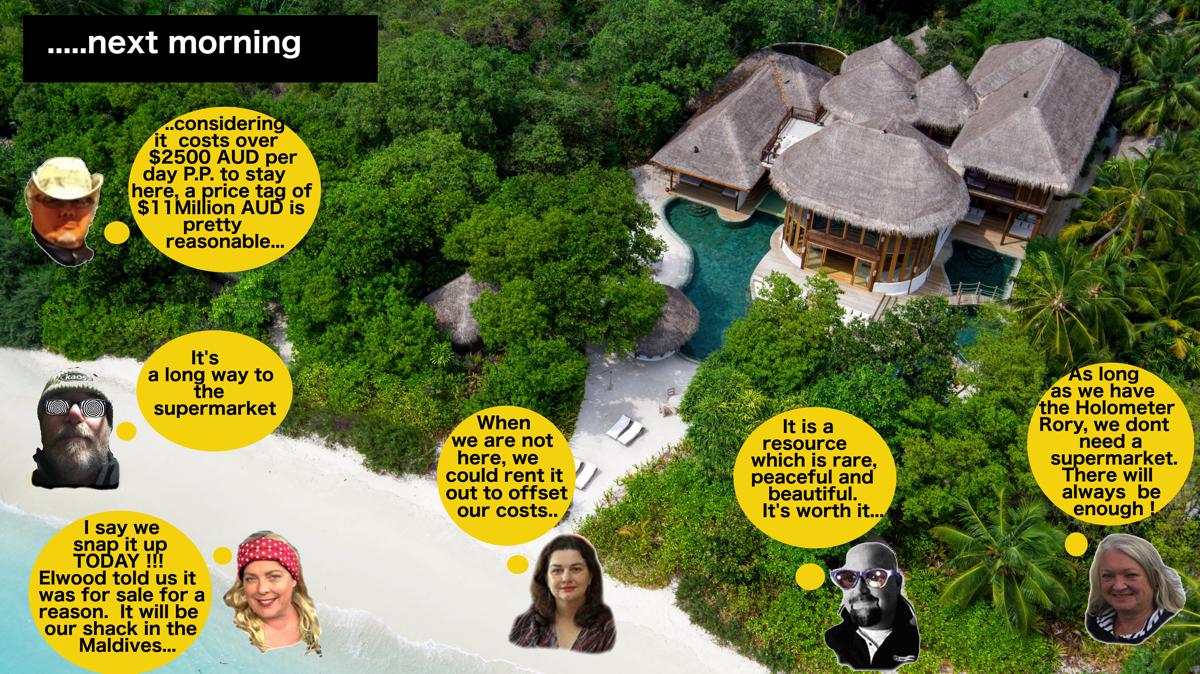 .....next morning
..considering
it costs over
$2500 AUD per
day P.P. to stay
here, a price tag of
$11Million AUD is
pretty
reasonable...
kaos
It's
a long way to
the
supermarket
I say we
snap it up
TODAY !!!
Elwood told us it
was for sale for a
reason. It will be
our shack in the
Maldives...
When
we are not
here, we
could rent it
out to offset
our costs..
It is a
resource
which is rare,
peaceful and
beautiful.
It's worth it...
As long
as we have
the Holometer
Rory, we dont
need a
supermarket.
There will
always be
enough !